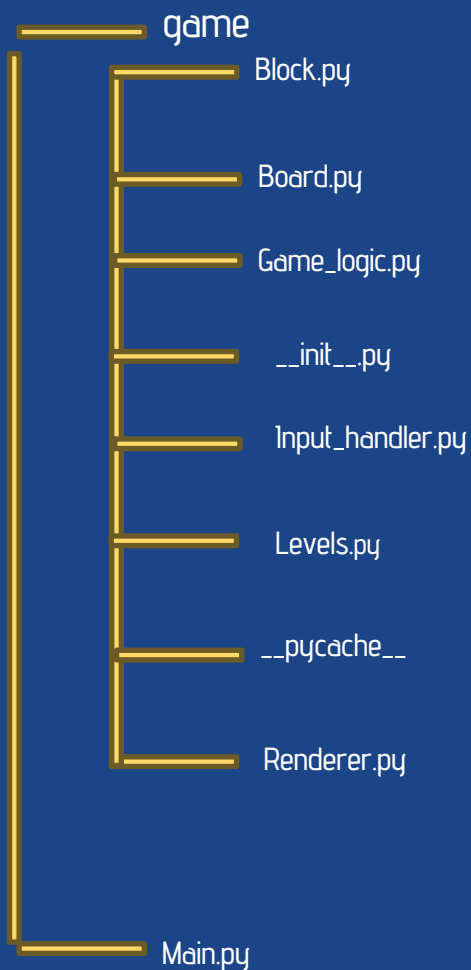 game
Block.py
Board.py
Game_logic.py
__init__.py
Input_handler.py
Levels.py
__pycache__
Renderer.py
Main.py